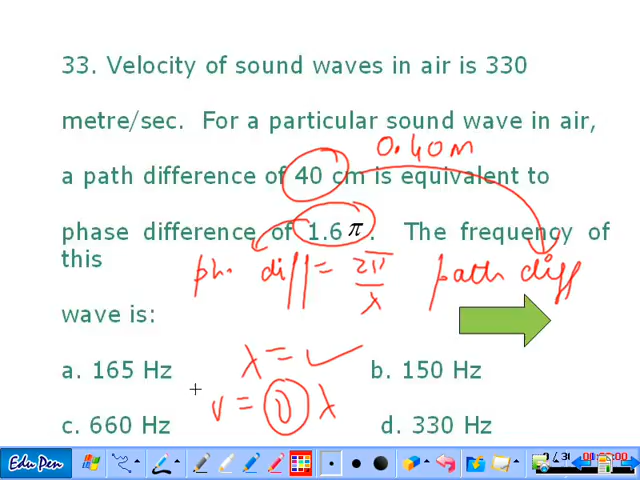 33. Velocity of sound waves in air is 330
metre/sec. For a particular sound wave in air,
0.40m
a path difference of 40 cm is equivalent to
phase difference of 1.6 π. The frequency of
this
ph. diff = 2π/λ path diff
wave is:
λ = ✓
a. 165 Hz b. 150 Hz
v = υ λ
c. 660 Hz d. 330 Hz
Edu Pen